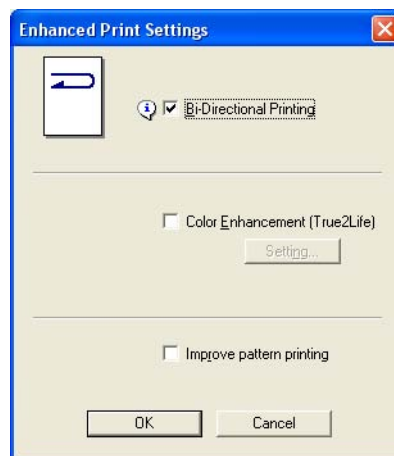 Enhanced Print Settings
Bi-Directional Printing
Color Enhancement (True2Life)
Setting...
Improve pattern printing
OK Cancel